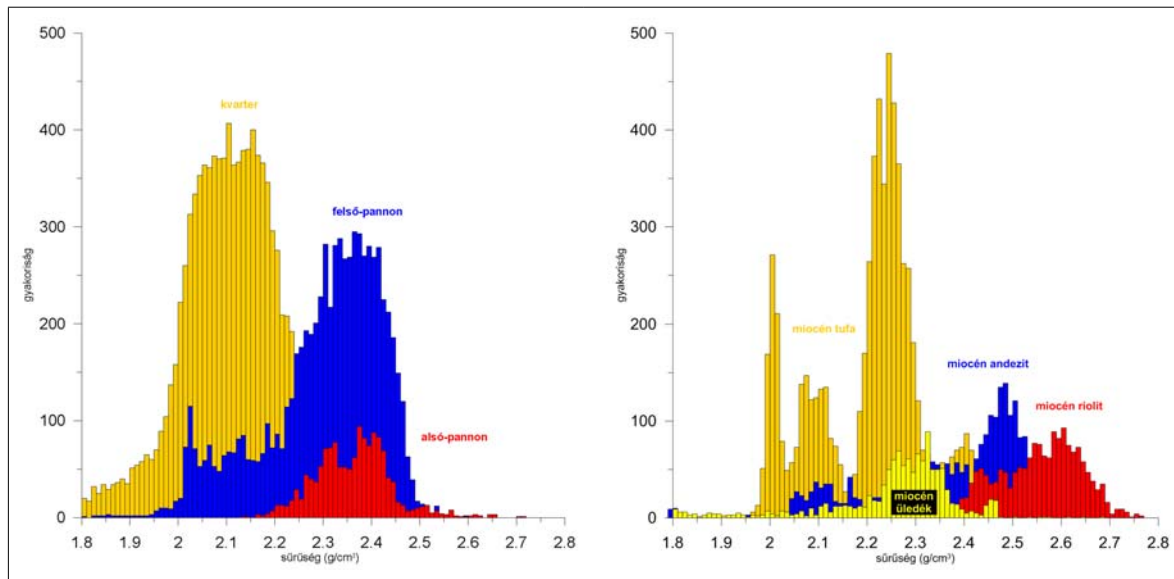 500
400
300
200
100
0
gyakoriság
kvarter
felső-pannon
alsó-pannon
1.8 1.9 2 2.1 2.2 2.3 2.4 2.5 2.6 2.7 2.8
sűrűség (g/cm³)
500
400
300
200
100
0
gyakoriság
miocén tufa
miocén andezit
miocén riolit
miocén
üledék
1.8 1.9 2 2.1 2.2 2.3 2.4 2.5 2.6 2.7 2.8
sűrűség (g/cm³)